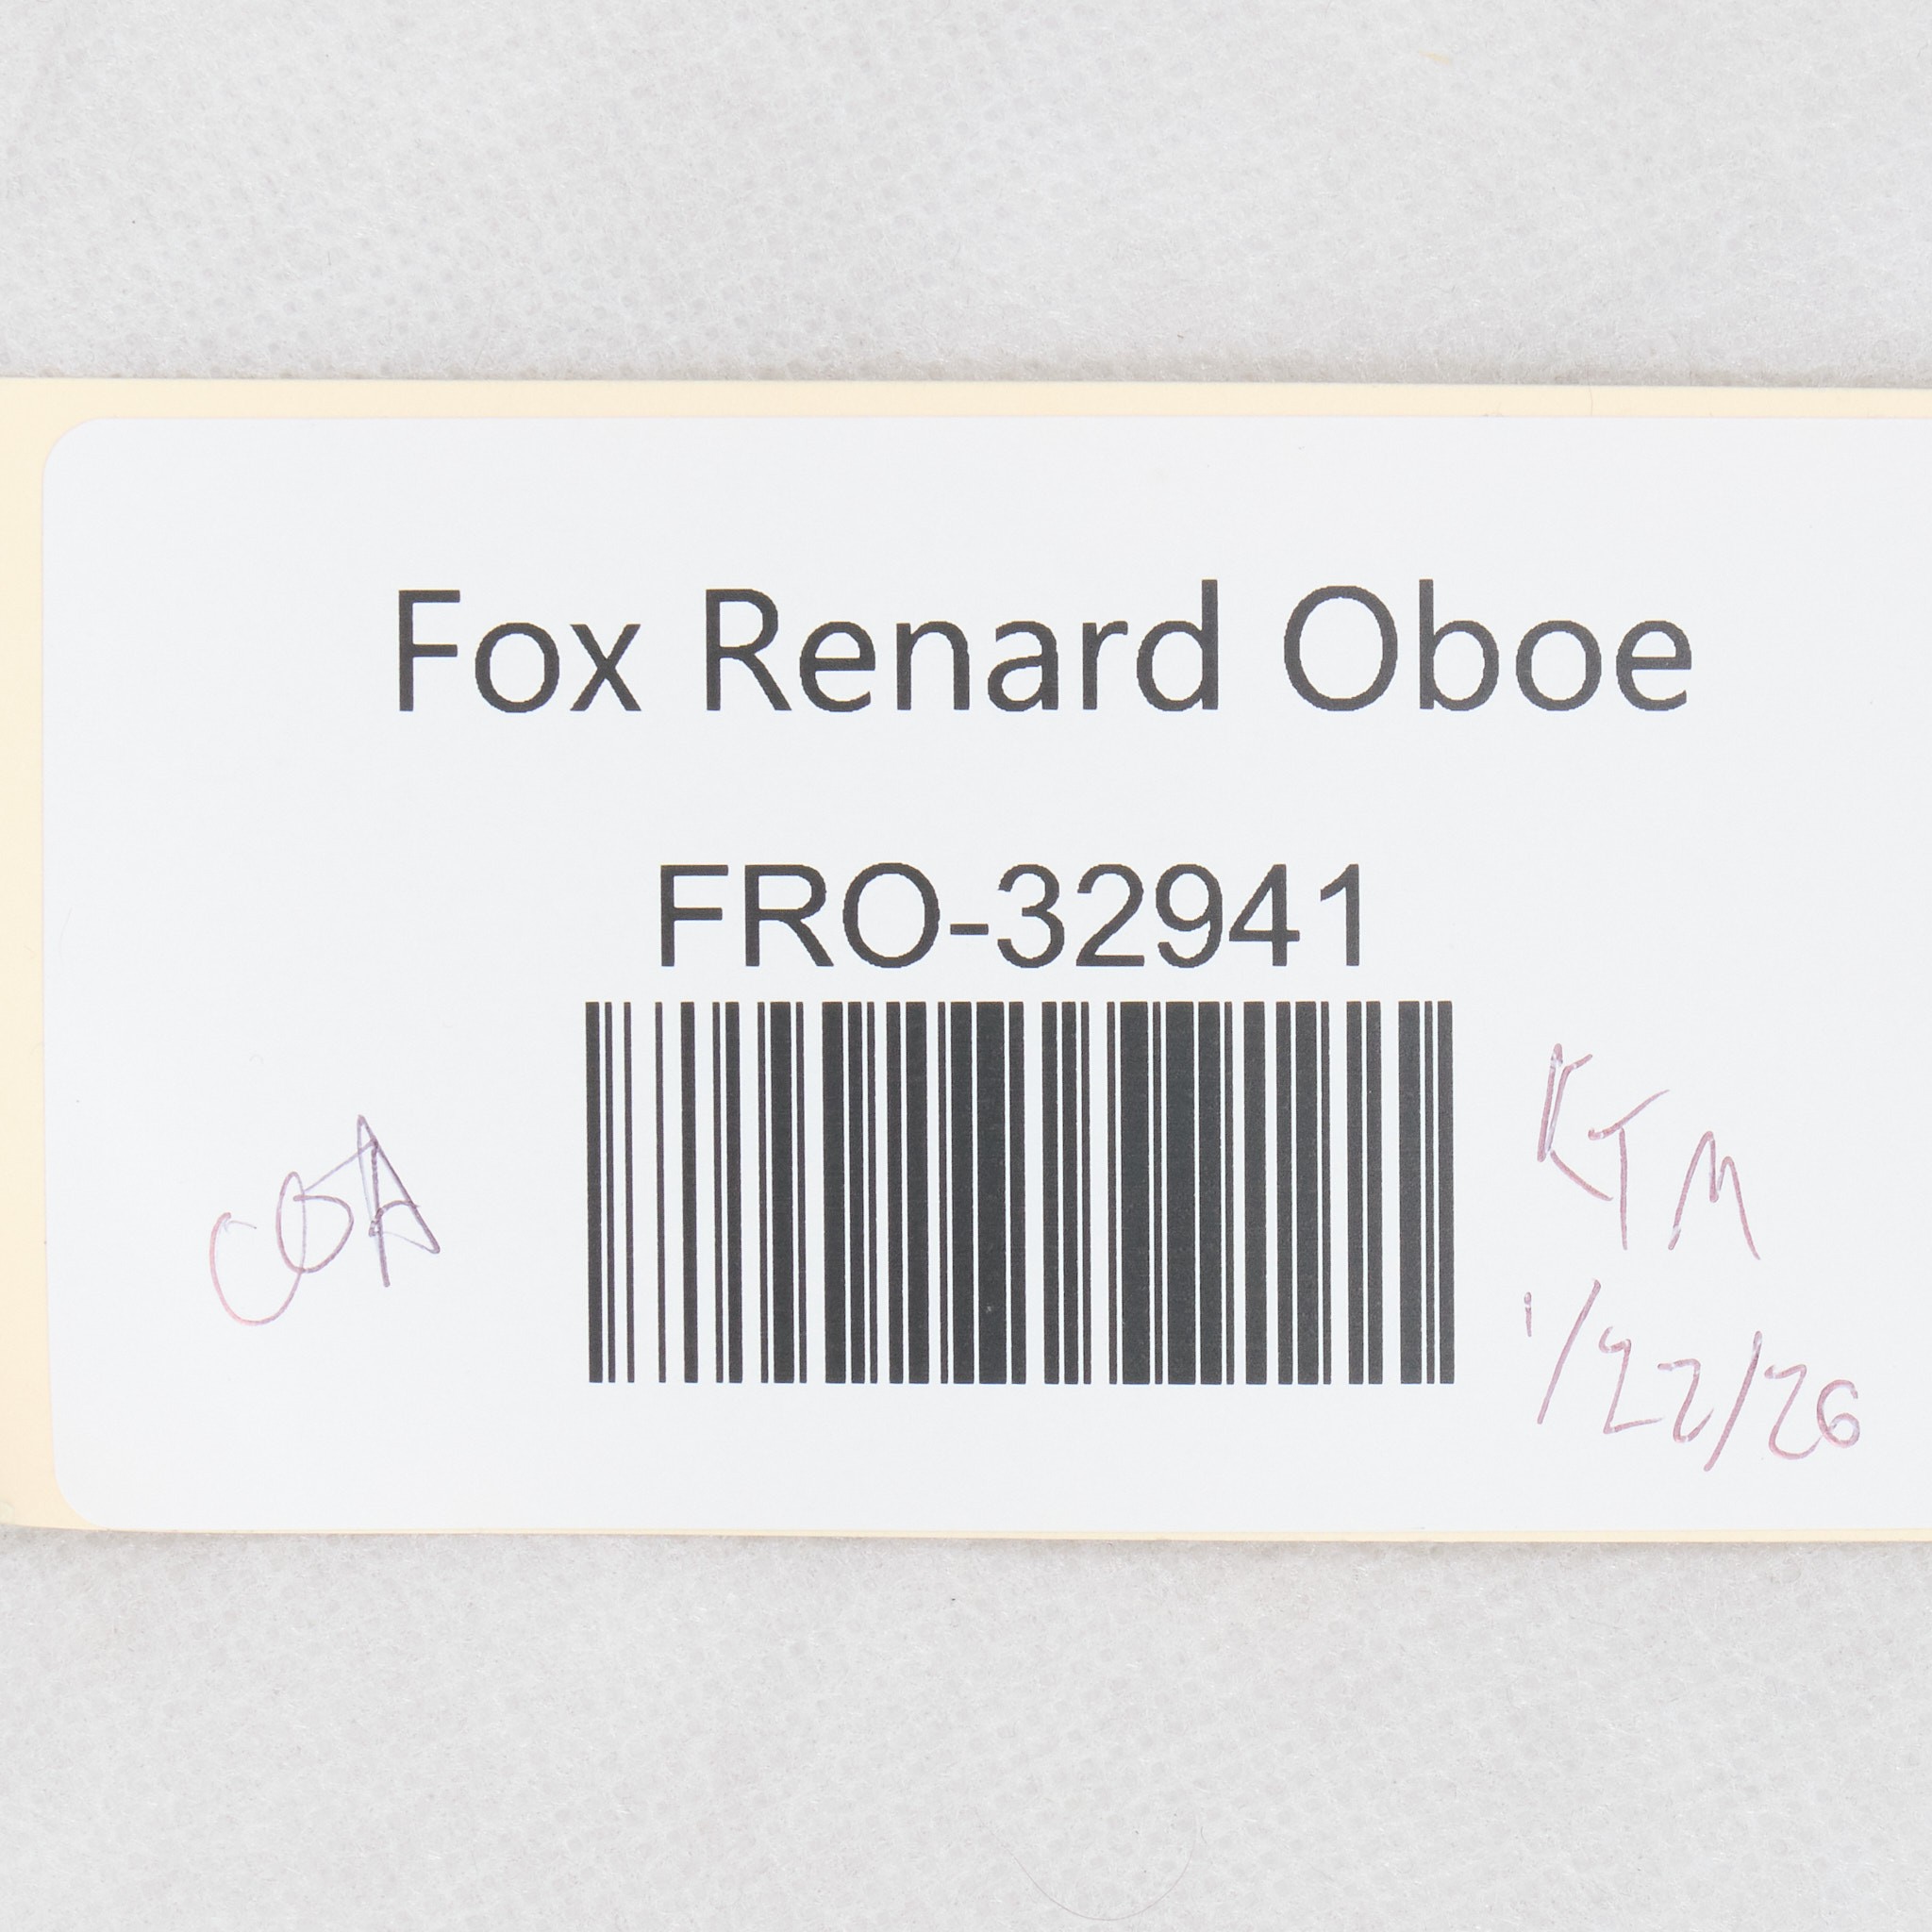 Fox Renard Oboe
FRO-32941
COA
KTM
1/22/26